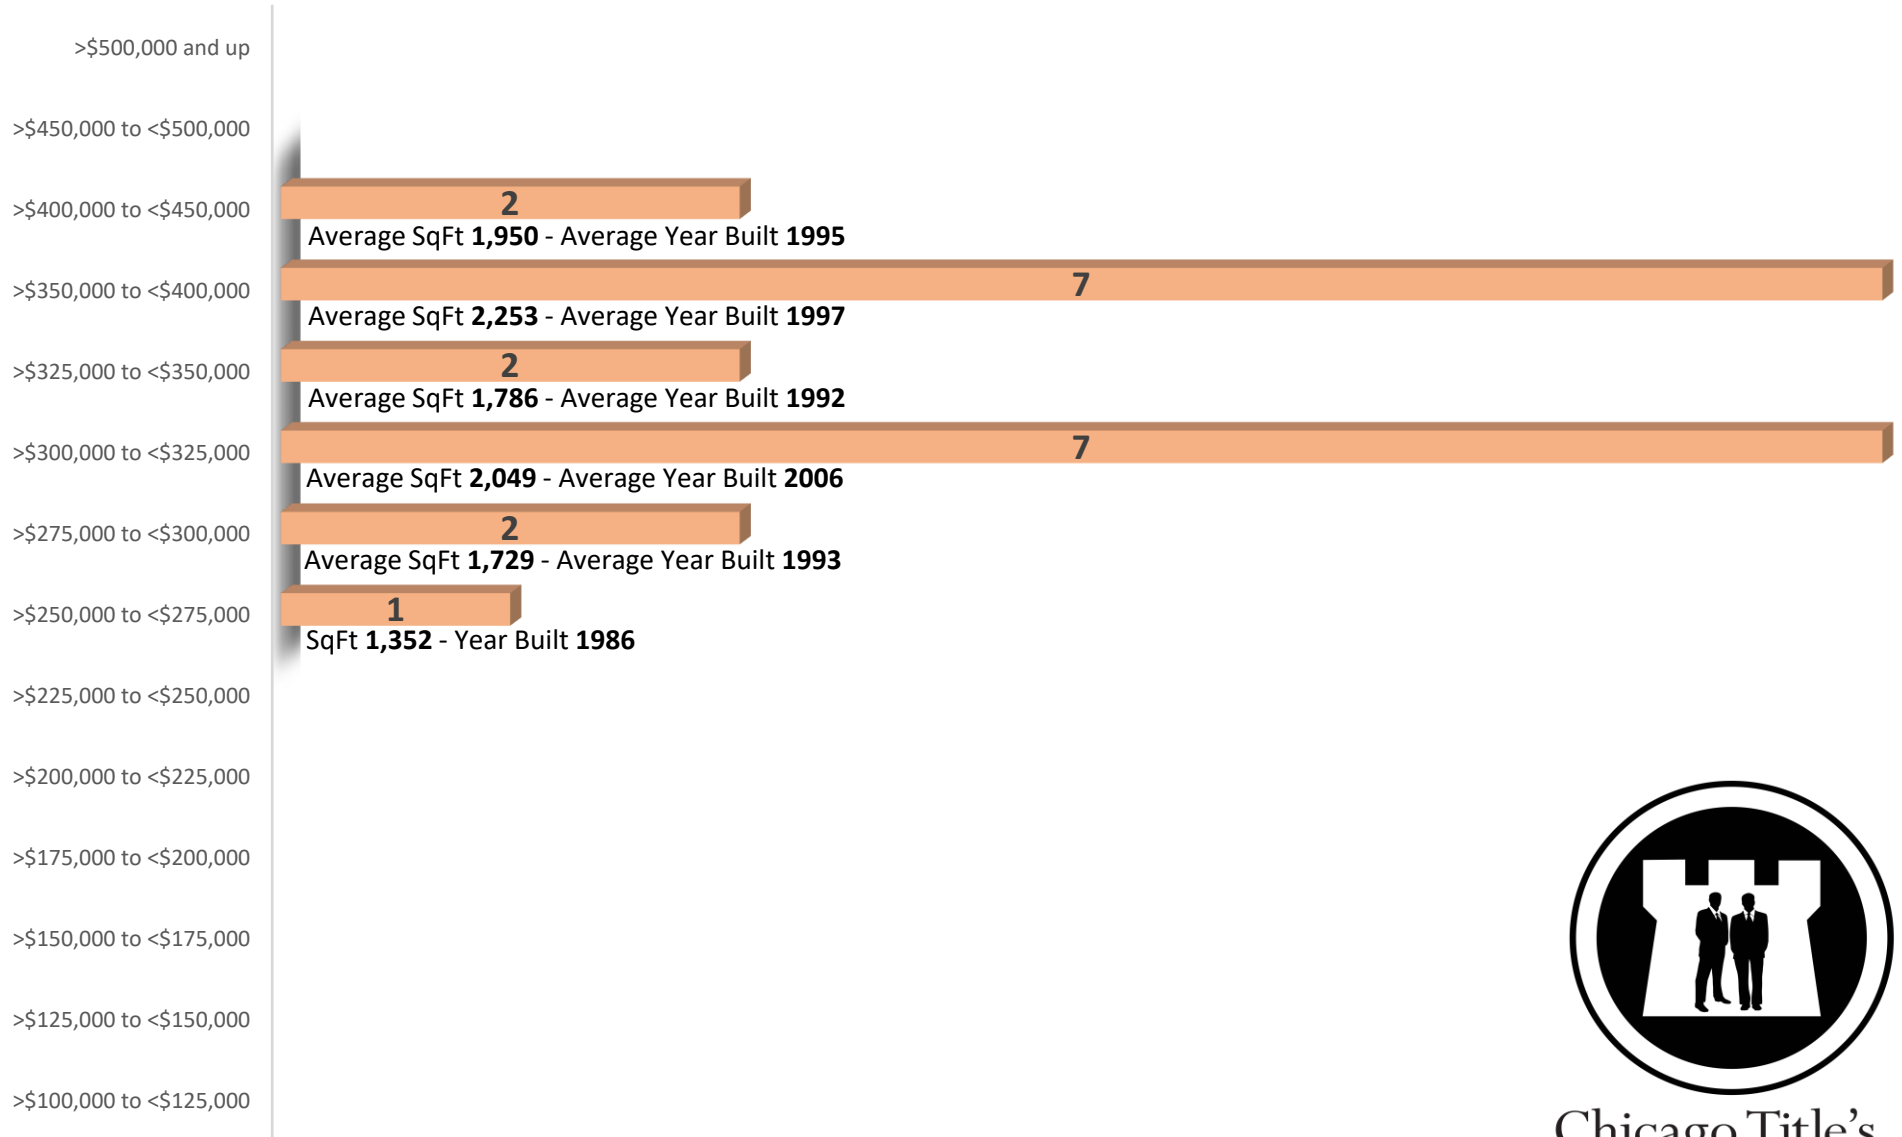 >$500,000 and up
>$450,000 to <$500,000
>$400,000 to <$450,000
2
Average SqFt 1,950 - Average Year Built 1995
>$350,000 to <$400,000
7
Average SqFt 2,253 - Average Year Built 1997
>$325,000 to <$350,000
2
Average SqFt 1,786 - Average Year Built 1992
>$300,000 to <$325,000
7
Average SqFt 2,049 - Average Year Built 2006
>$275,000 to <$300,000
2
Average SqFt 1,729 - Average Year Built 1993
>$250,000 to <$275,000
1
SqFt 1,352 - Year Built 1986
>$225,000 to <$250,000
>$200,000 to <$225,000
>$175,000 to <$200,000
>$150,000 to <$175,000
>$125,000 to <$150,000
>$100,000 to <$125,000
Chicago Title's